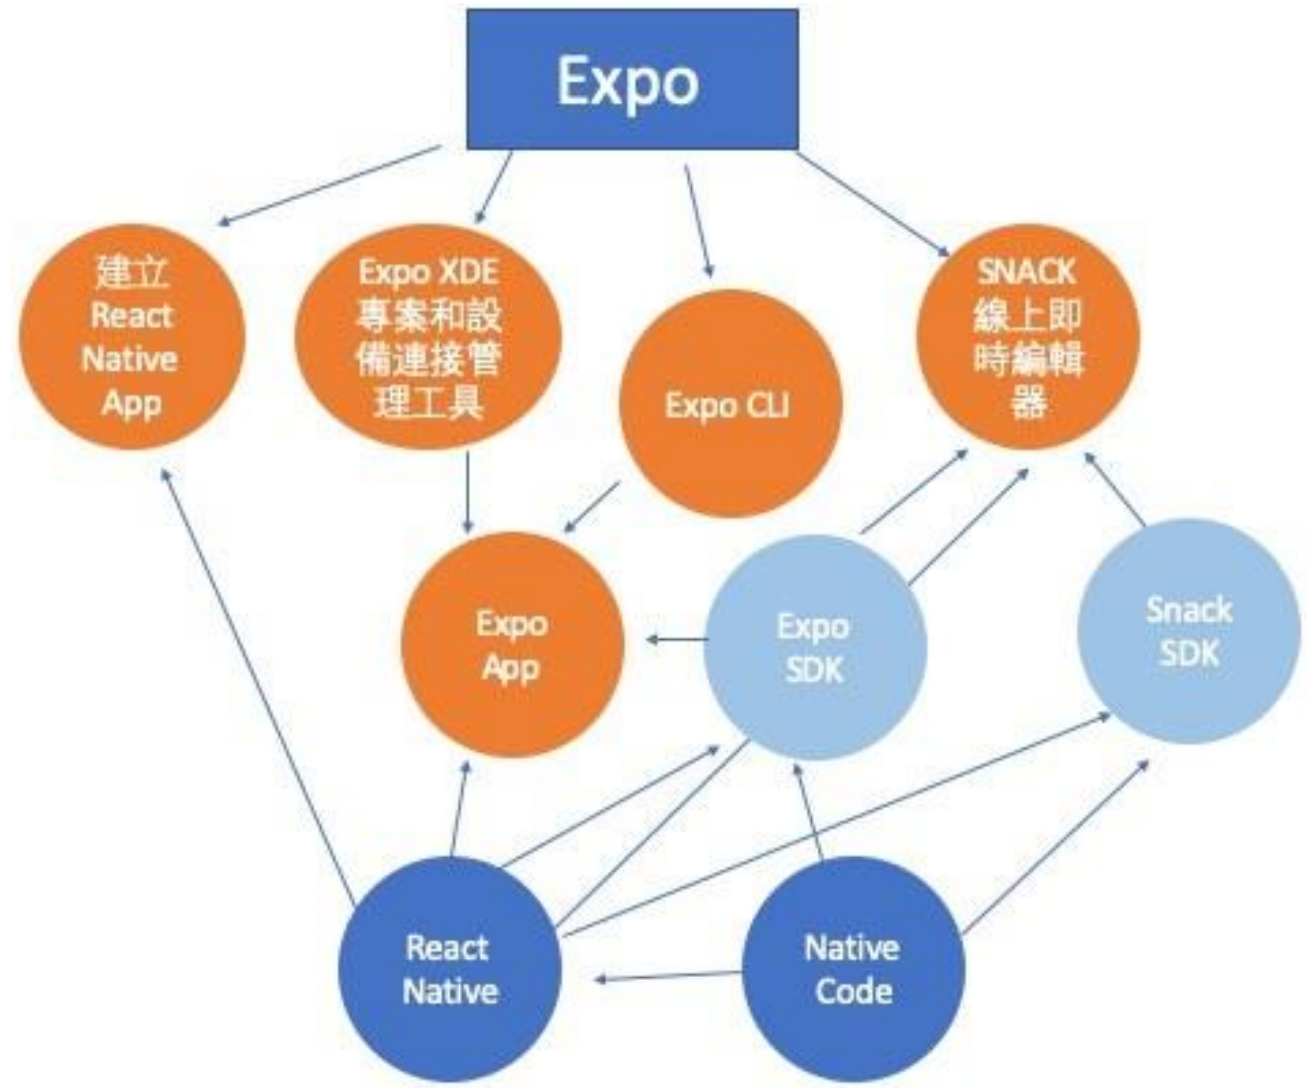 Expo
建立
React
Native
App
Expo XDE
專案和設
備連接管
理工具
Expo CLI
SNACK
線上即
時編輯
器
Expo
App
Expo
SDK
Snack
SDK
React
Native
Native
Code